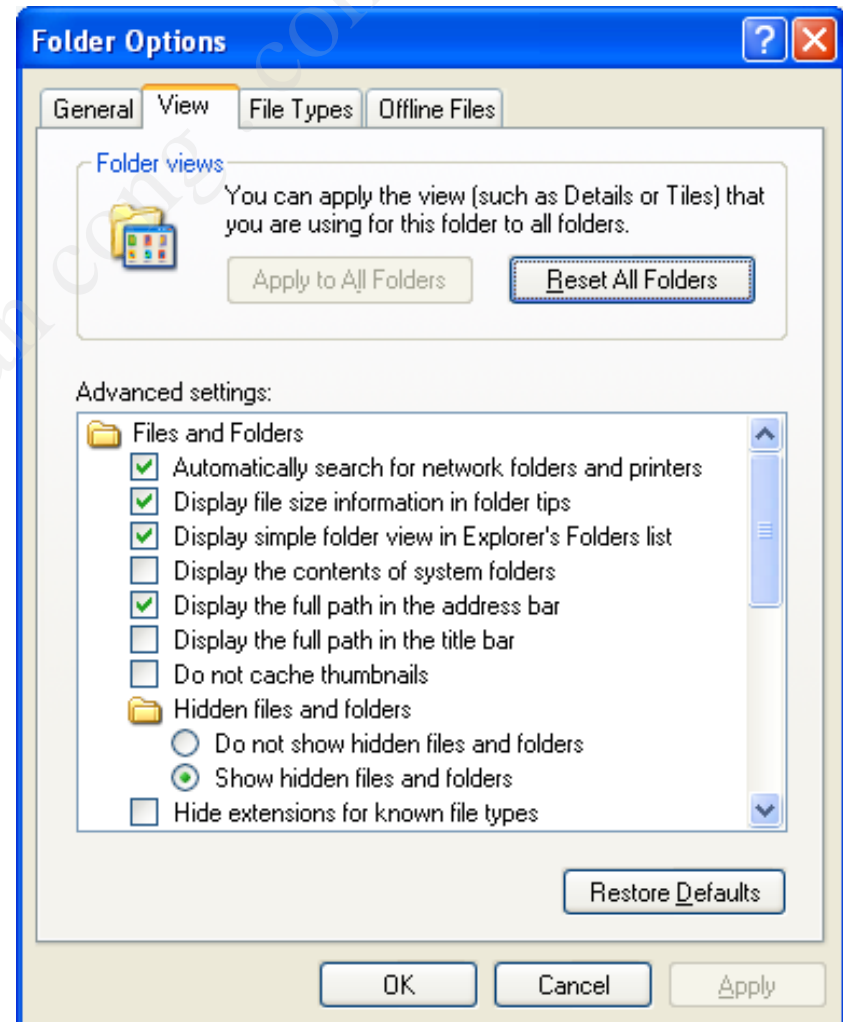 Folder Options
General View File Types Offline Files
Folder views
You can apply the view (such as Details or Tiles) that
you are using for this folder to all folders.
Apply to All Folders Reset All Folders
Advanced settings:
Files and Folders
Automatically search for network folders and printers
Display file size information in folder tips
Display simple folder view in Explorer's Folders list
Display the contents of system folders
Display the full path in the address bar
Display the full path in the title bar
Do not cache thumbnails
Hidden files and folders
Do not show hidden files and folders
Show hidden files and folders
Hide extensions for known file types
Restore Defaults
OK Cancel Apply